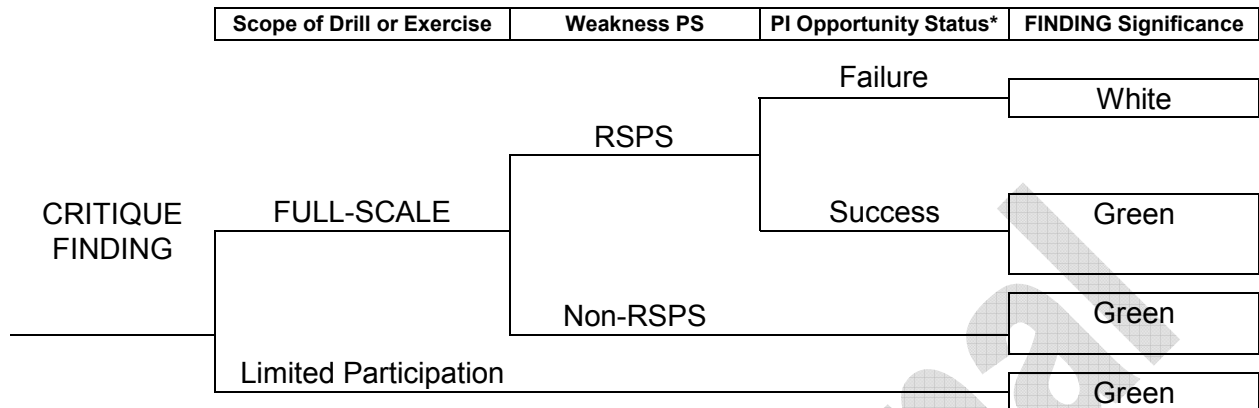 Scope of Drill or Exercise Weakness PS PI Opportunity Status* FINDING Significance
Failure
White
RSPS
CRITIQUE
FINDING
FULL-SCALE
Success
Green
Non-RSPS
Green
Limited Participation
Green